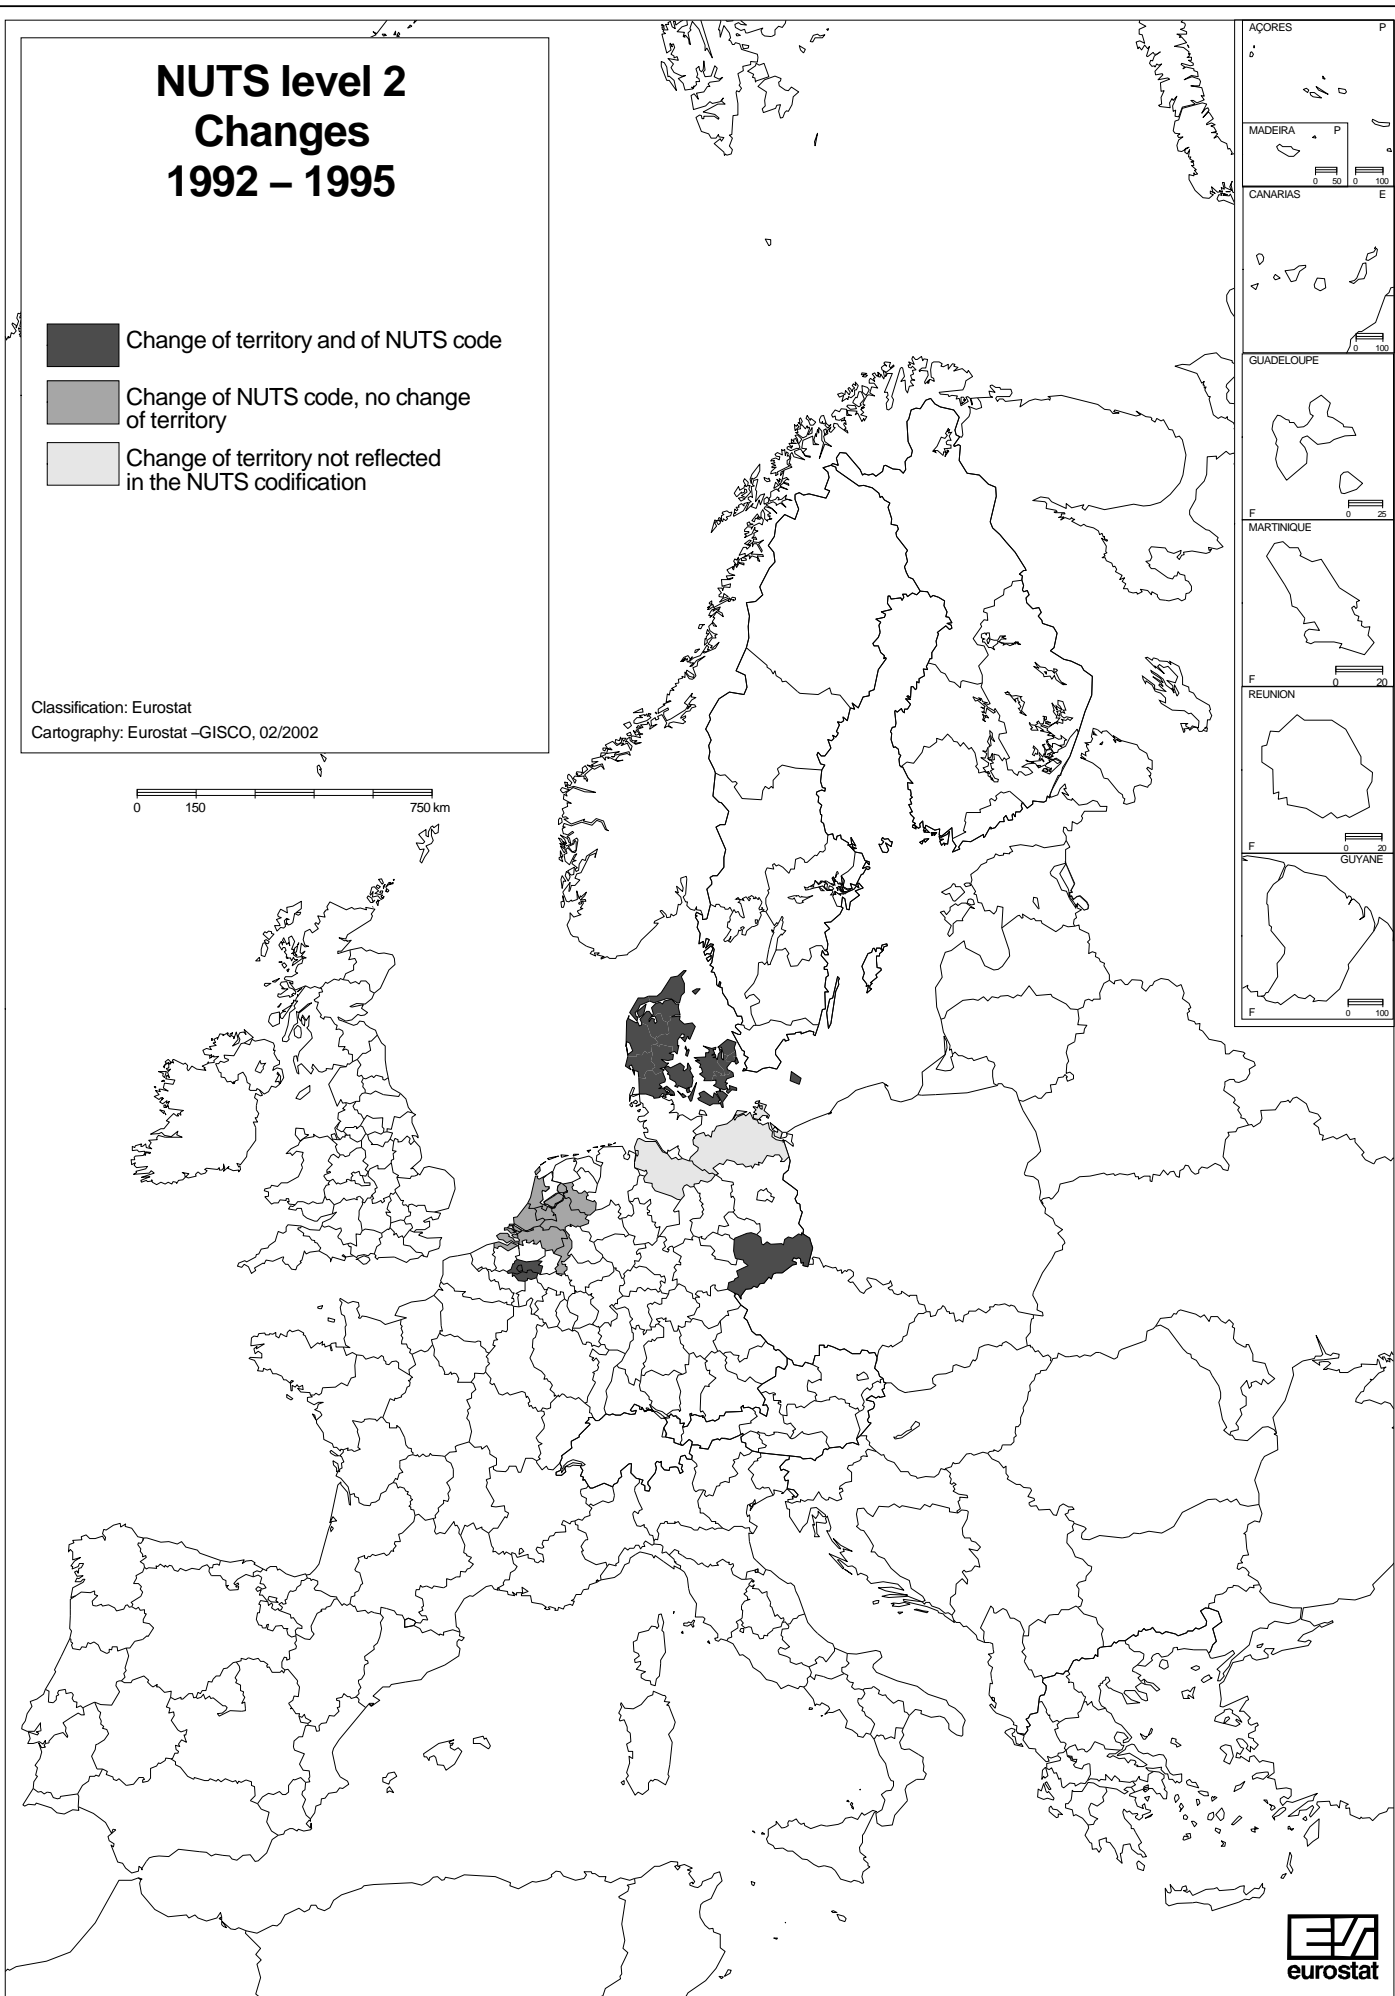 NUTS level 2
Changes
1992 – 1995
Change of territory and of NUTS code
Change of NUTS code, no change
of territory
Change of territory not reflected
in the NUTS codification
Classification: Eurostat
Cartography: Eurostat –GISCO, 02/2002
0 150 750 km
AÇORES P
MADEIRA P
0 50 0 100
CANARIAS E
0 100
GUADELOUPE
F 0 25
MARTINIQUE
F 0 20
REUNION
F 0 20
GUYANE
F 0 100
eurostat